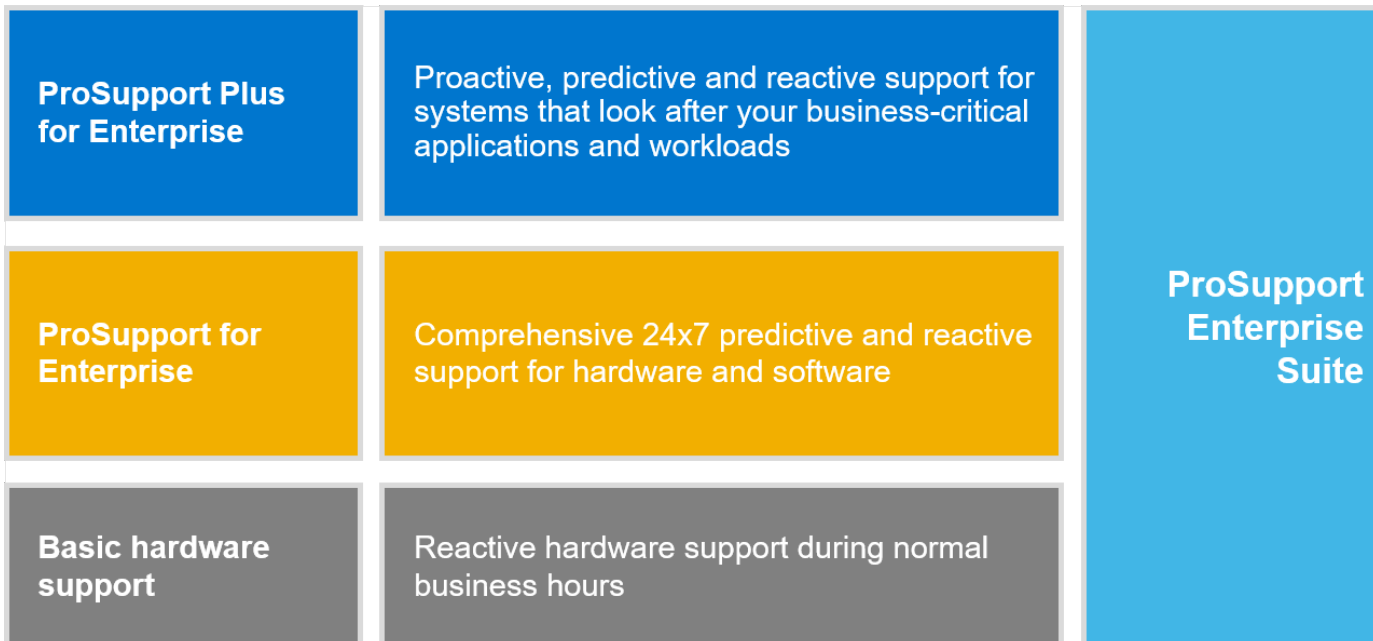 ProSupport Plus
for Enterprise
Proactive, predictive and reactive support for
systems that look after your business-critical
applications and workloads
ProSupport for
Enterprise
Comprehensive 24x7 predictive and reactive
support for hardware and software
Basic hardware
support
Reactive hardware support during normal
business hours
ProSupport
Enterprise
Suite